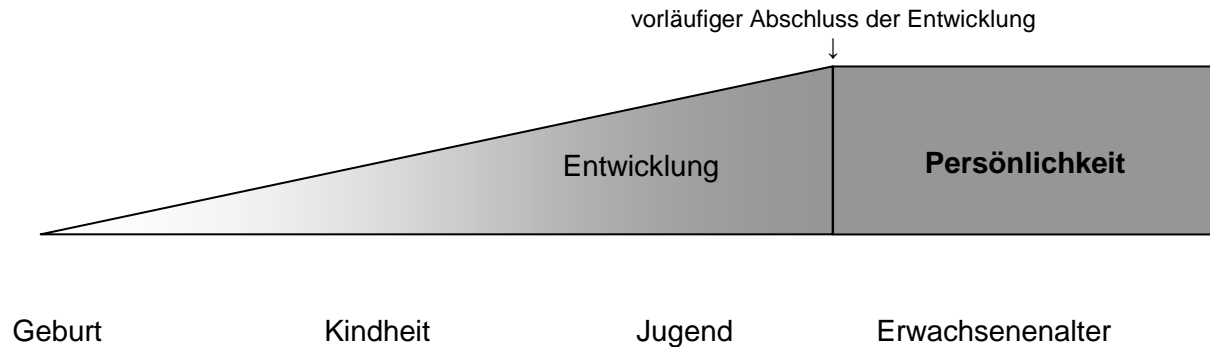 vorläufiger Abschluss der Entwicklung
↓
Entwicklung Persönlichkeit
Geburt Kindheit Jugend Erwachsenenalter